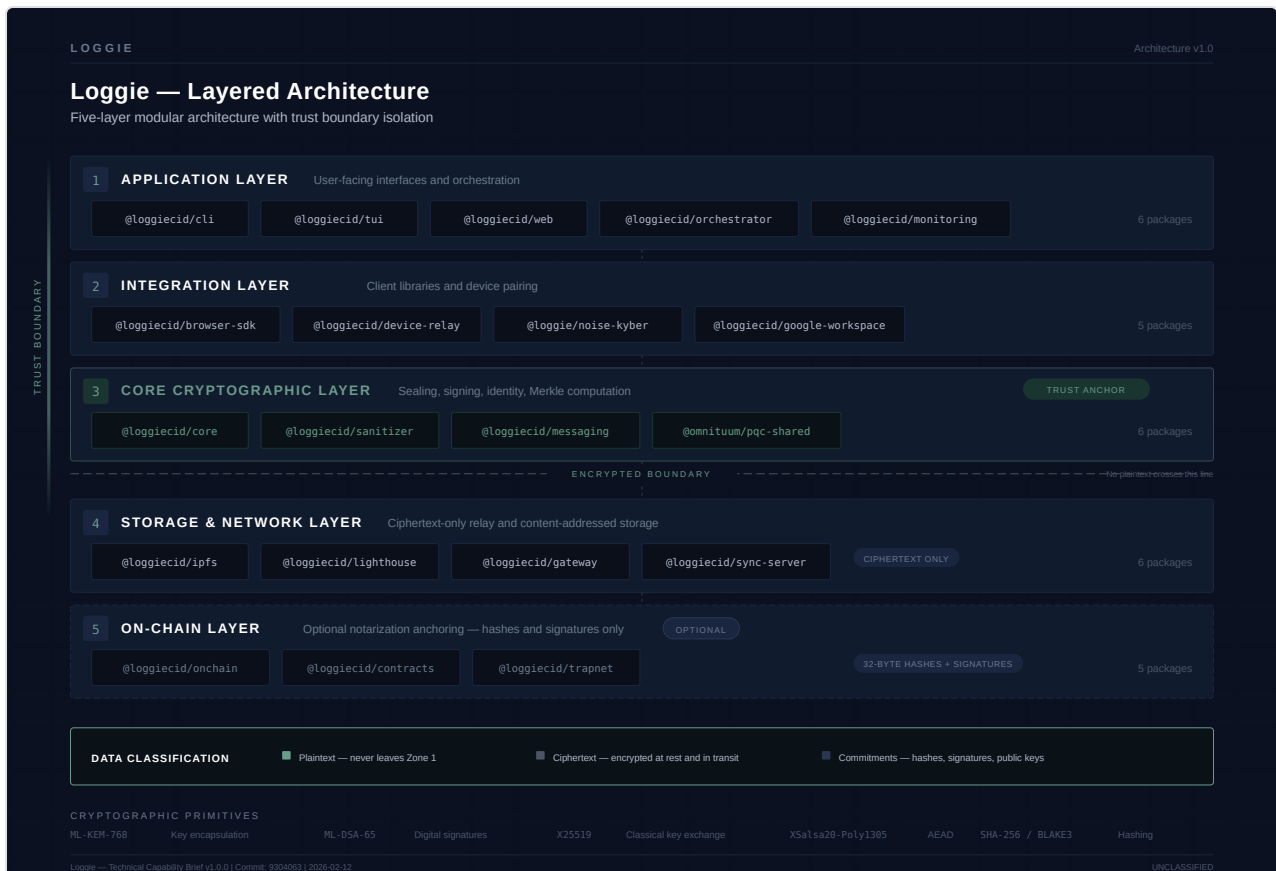 LOGGIE
Architecture v1.0
Loggie — Layered Architecture
Five-layer modular architecture with trust boundary isolation
TRUST BOUNDARY
1 APPLICATION LAYER User-facing interfaces and orchestration
@loggiecid/cli @loggiecid/tui @loggiecid/web @loggiecid/orchestrator @loggiecid/monitoring 6 packages
2 INTEGRATION LAYER Client libraries and device pairing
@loggiecid/browser-sdk @loggiecid/device-relay @loggie/noise-kyber @loggiecid/google-workspace 5 packages
3 CORE CRYPTOGRAPHIC LAYER Sealing, signing, identity, Merkle computation TRUST ANCHOR
@loggiecid/core @loggiecid/sanitizer @loggiecid/messaging @omnituum/pqc-shared 6 packages
ENCRYPTED BOUNDARY No plaintext crosses this line
4 STORAGE & NETWORK LAYER Ciphertext-only relay and content-addressed storage
@loggiecid/ipfs @loggiecid/lighthouse @loggiecid/gateway @loggiecid/sync-server CIPHERTEXT ONLY 6 packages
5 ON-CHAIN LAYER Optional notarization anchoring — hashes and signatures only OPTIONAL
@loggiecid/onchain @loggiecid/contracts @loggiecid/trapnet 32-BYTE HASHES + SIGNATURES 5 packages
DATA CLASSIFICATION Plaintext — never leaves Zone 1 Ciphertext — encrypted at rest and in transit Commitments — hashes, signatures, public keys
CRYPTOGRAPHIC PRIMITIVES
ML-KEM-768 Key encapsulation ML-DSA-65 Digital signatures X25519 Classical key exchange XSalsa20-Poly1305 AEAD SHA-256 / BLAKE3 Hashing
Loggie — Technical Capability Brief v1.0.0 | Commit: 9304063 | 2026-02-12 UNCLASSIFIED